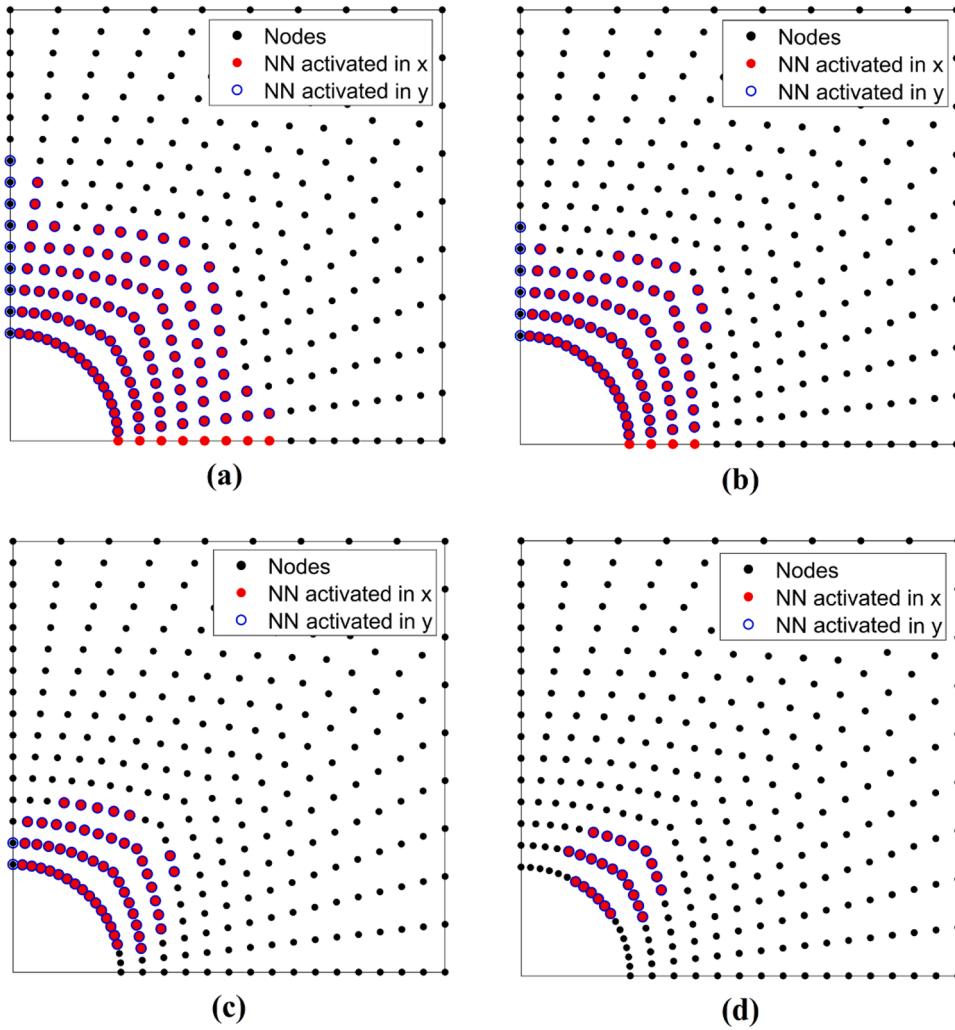 Nodes
NN activated in x
NN activated in y
(a)
Nodes
NN activated in x
NN activated in y
(b)
Nodes
NN activated in x
NN activated in y
(c)
Nodes
NN activated in x
NN activated in y
(d)